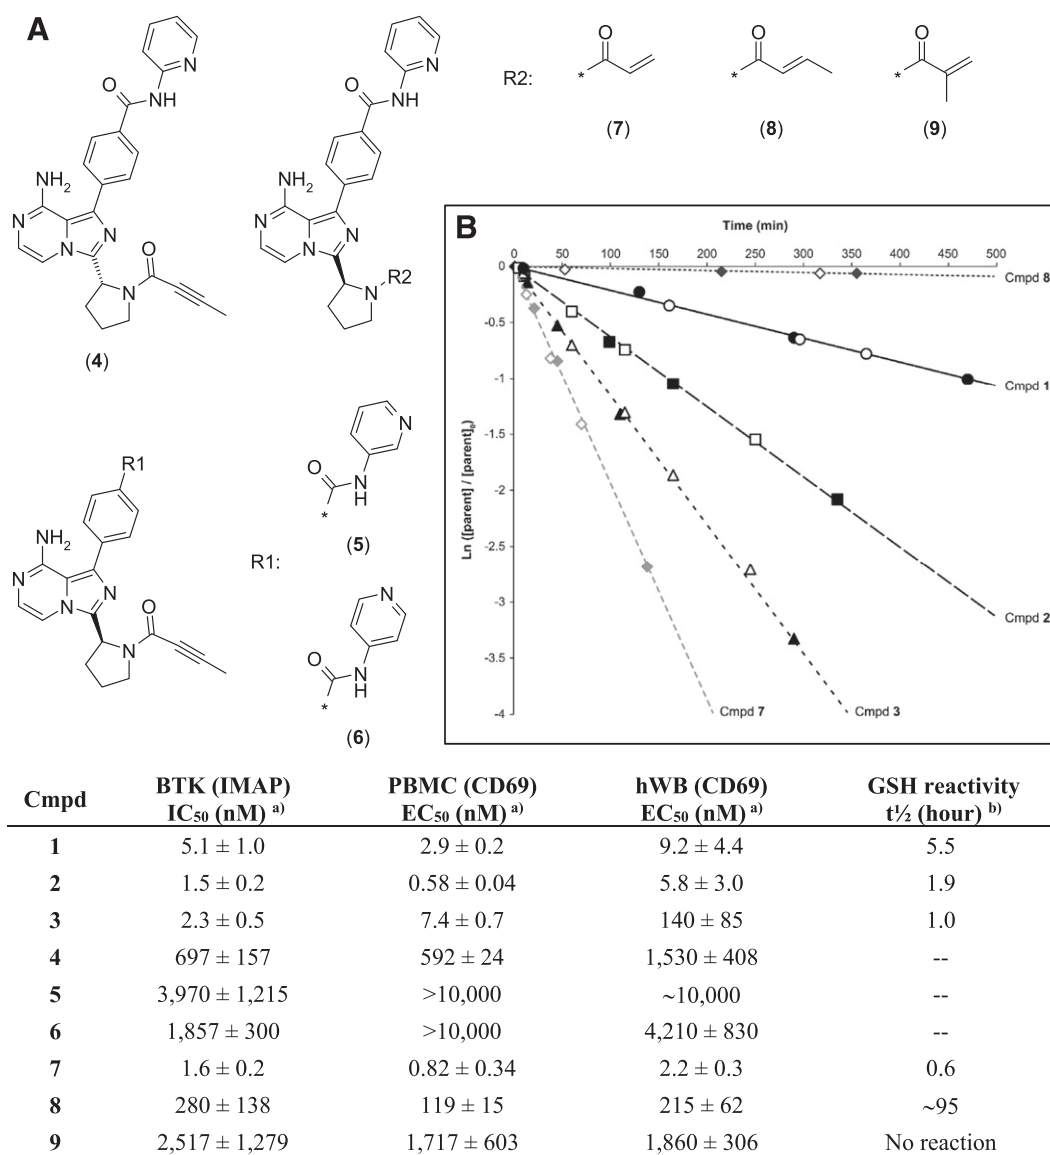 A
N
O
NH
NH₂
N
N
N
O
N
(4)
N
O
NH
NH₂
N
N
N
N
R2
R2:
O
*
(7)
O
*
(8)
O
*
(9)
R1
NH₂
N
N
N
O
N
R1:
N
O
N
H
*
(5)
N
O
N
H
*
(6)
B
Time (min)
0 50 100 150 200 250 300 350 400 450 500
0
-0.5
-1
-1.5
-2
-2.5
-3
-3.5
-4
Ln ([parent] / [parent]₀)
Cmpd 8
Cmpd 1
Cmpd 2
Cmpd 7
Cmpd 3
Cmpd BTK (IMAP) PBMC (CD69) hWB (CD69) GSH reactivity
IC₅₀ (nM) a) EC₅₀ (nM) a) EC₅₀ (nM) a) t½ (hour) b)
1 5.1 ± 1.0 2.9 ± 0.2 9.2 ± 4.4 5.5
2 1.5 ± 0.2 0.58 ± 0.04 5.8 ± 3.0 1.9
3 2.3 ± 0.5 7.4 ± 0.7 140 ± 85 1.0
4 697 ± 157 592 ± 24 1,530 ± 408 --
5 3,970 ± 1,215 >10,000 ~10,000 --
6 1,857 ± 300 >10,000 4,210 ± 830 --
7 1.6 ± 0.2 0.82 ± 0.34 2.2 ± 0.3 0.6
8 280 ± 138 119 ± 15 215 ± 62 ~95
9 2,517 ± 1,279 1,717 ± 603 1,860 ± 306 No reaction